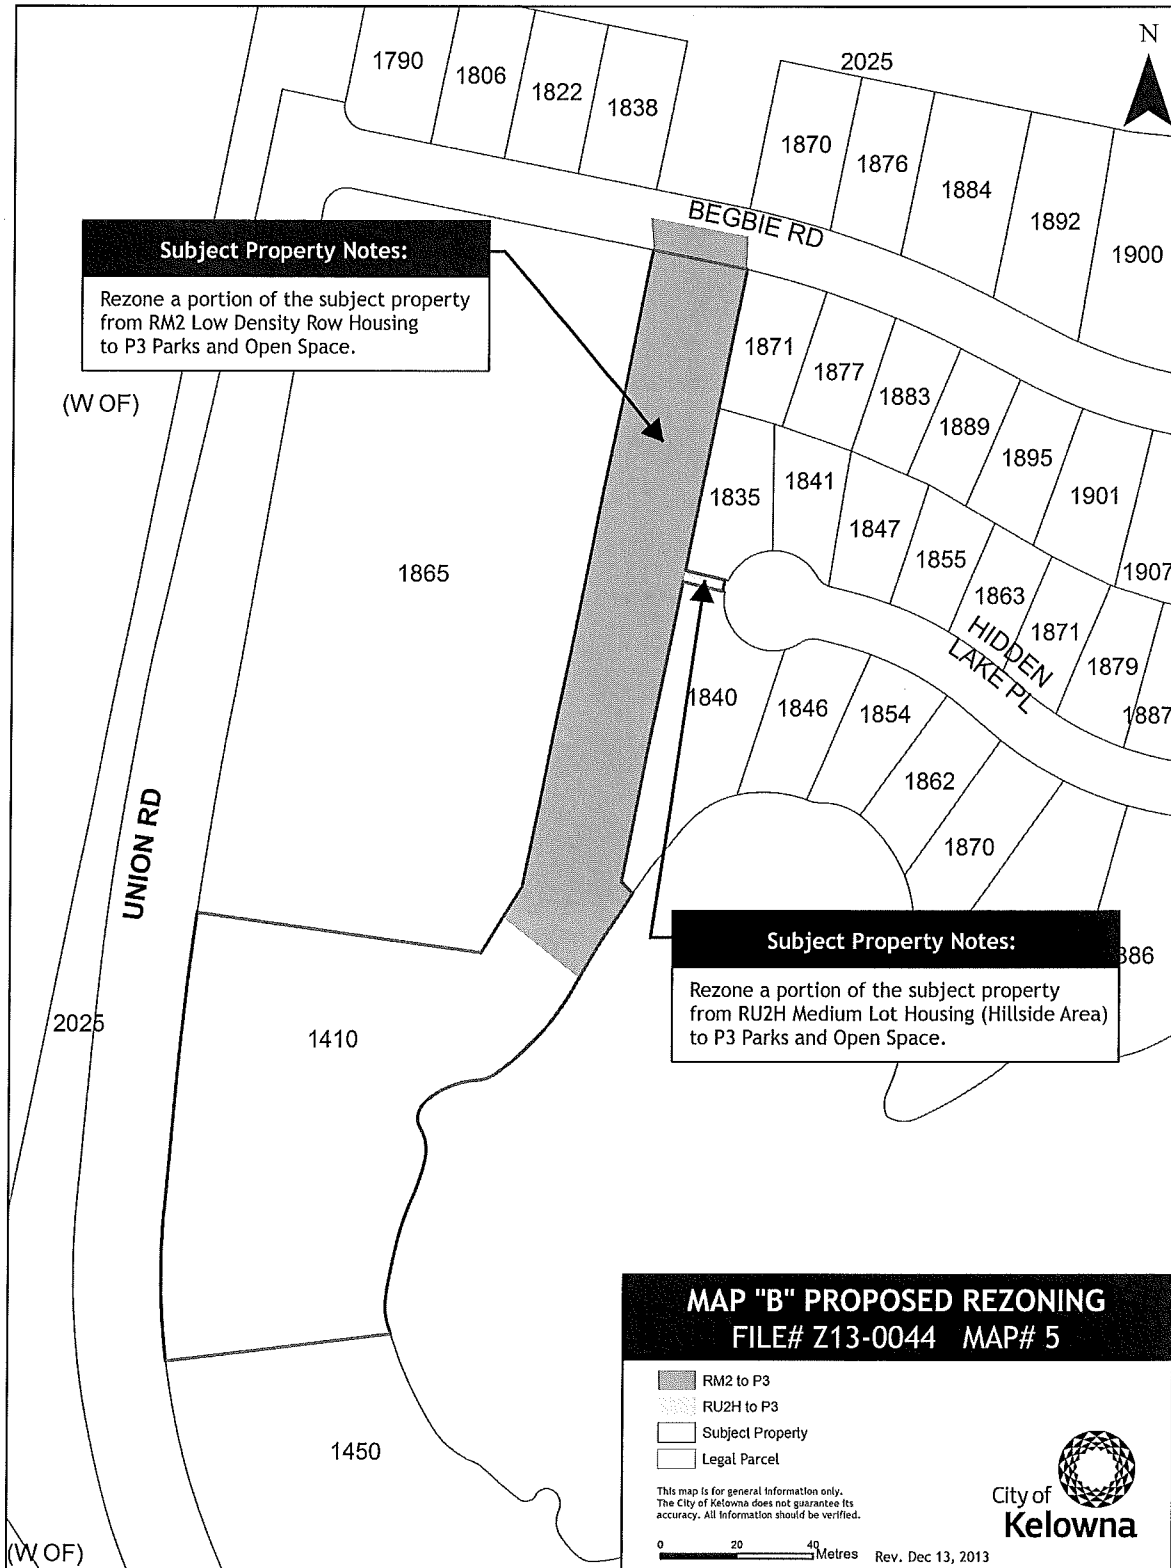 N
1790
1806
1822
1838
2025
1870
1876
1884
1892
1900
BEGBIE RD
Subject Property Notes:
Rezone a portion of the subject property
from RM2 Low Density Row Housing
to P3 Parks and Open Space.
(W OF)
1871
1877
1883
1889
1895
1901
1907
1835
1841
1847
1855
1863
1871
1879
1887
HIDDEN
LAKE PL
1865
1840
1846
1854
1862
1870
886
UNION RD
Subject Property Notes:
Rezone a portion of the subject property
from RU2H Medium Lot Housing (Hillside Area)
to P3 Parks and Open Space.
2025
1410
1450
(W OF)
MAP "B" PROPOSED REZONING
FILE# Z13-0044 MAP# 5
RM2 to P3
RU2H to P3
Subject Property
Legal Parcel
This map is for general information only.
The City of Kelowna does not guarantee its
accuracy. All information should be verified.
0 20 40 Metres
Rev. Dec 13, 2013
City of
Kelowna